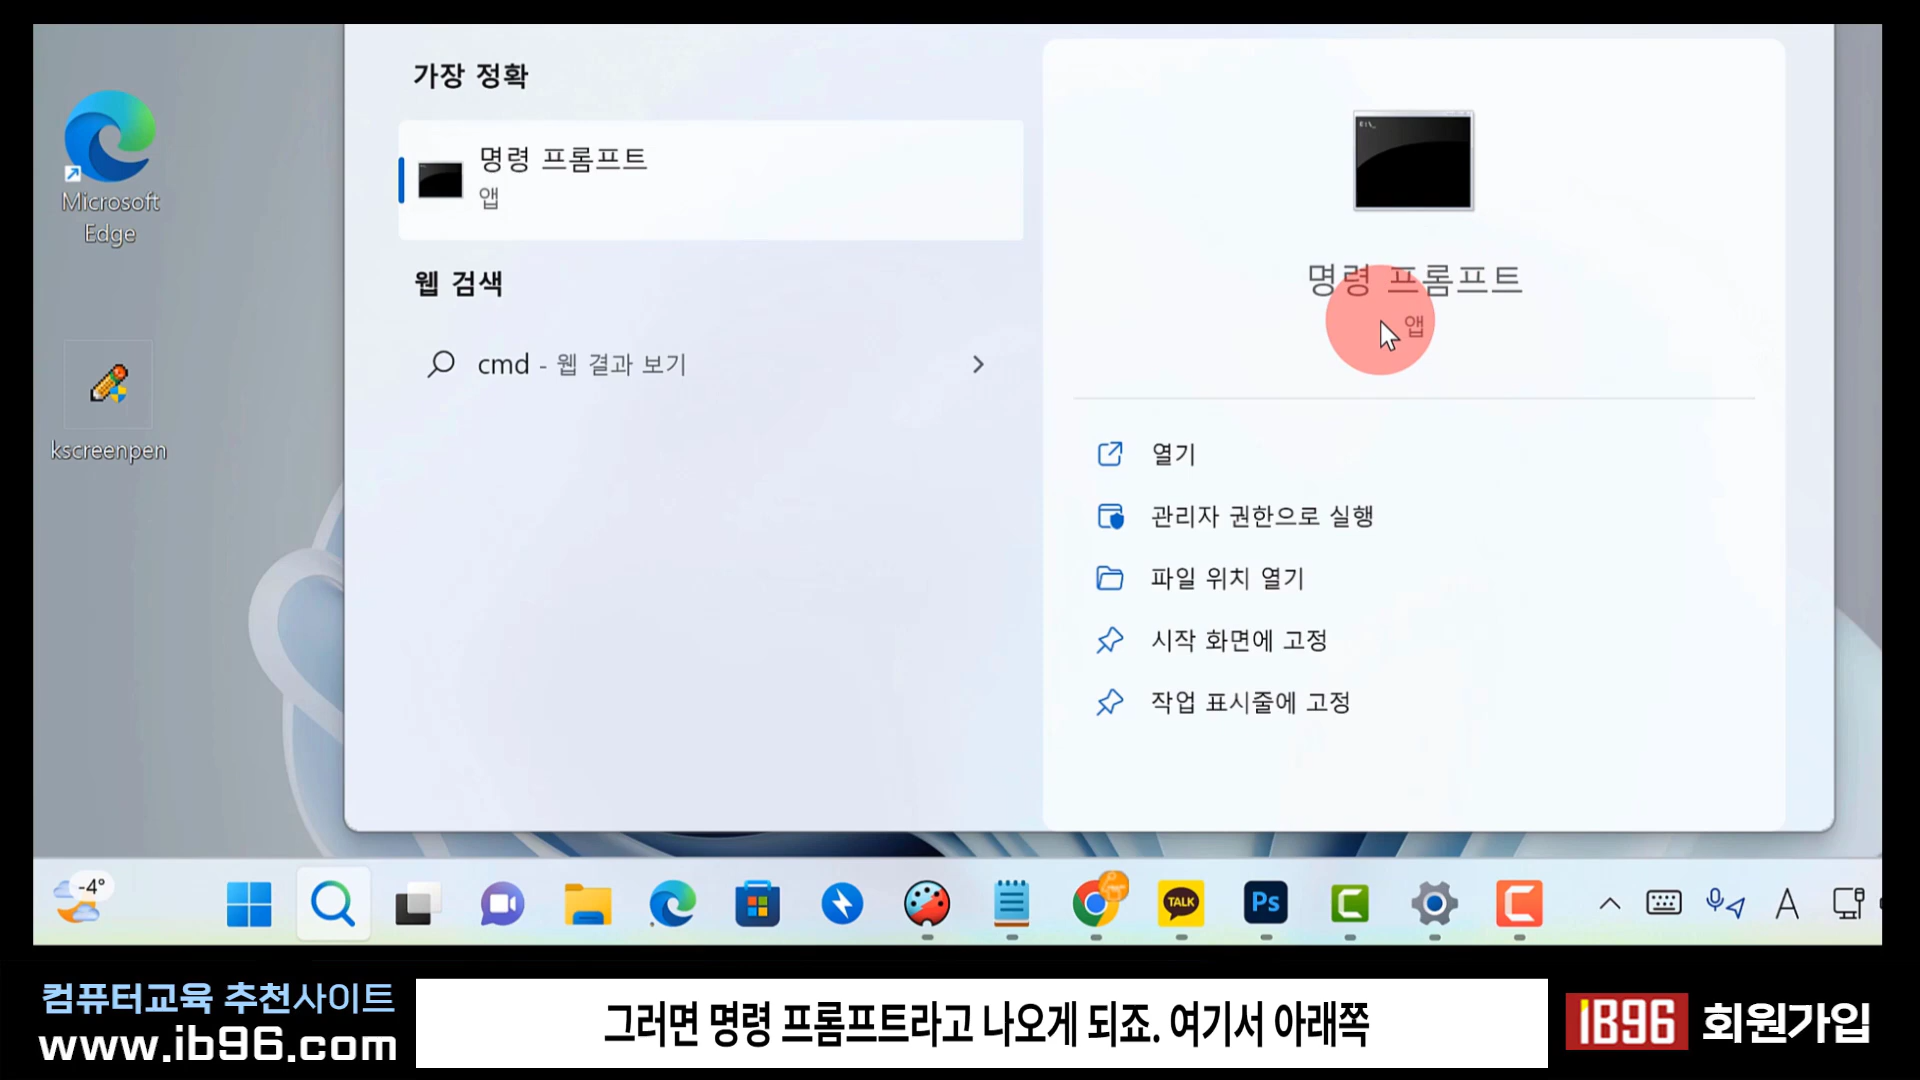 가장 정확
명령 프롬프트
앱
웹 검색
cmd - 웹 결과 보기
명령 프롬프트
앱
열기
관리자 권한으로 실행
파일 위치 열기
시작 화면에 고정
작업 표시줄에 고정
Microsoft
Edge
kscreenpen
-4°
TALK
Ps
A
컴퓨터교육 추천사이트
www.ib96.com
그러면 명령 프롬프트라고 나오게 되죠. 여기서 아래쪽
IB96 회원가입